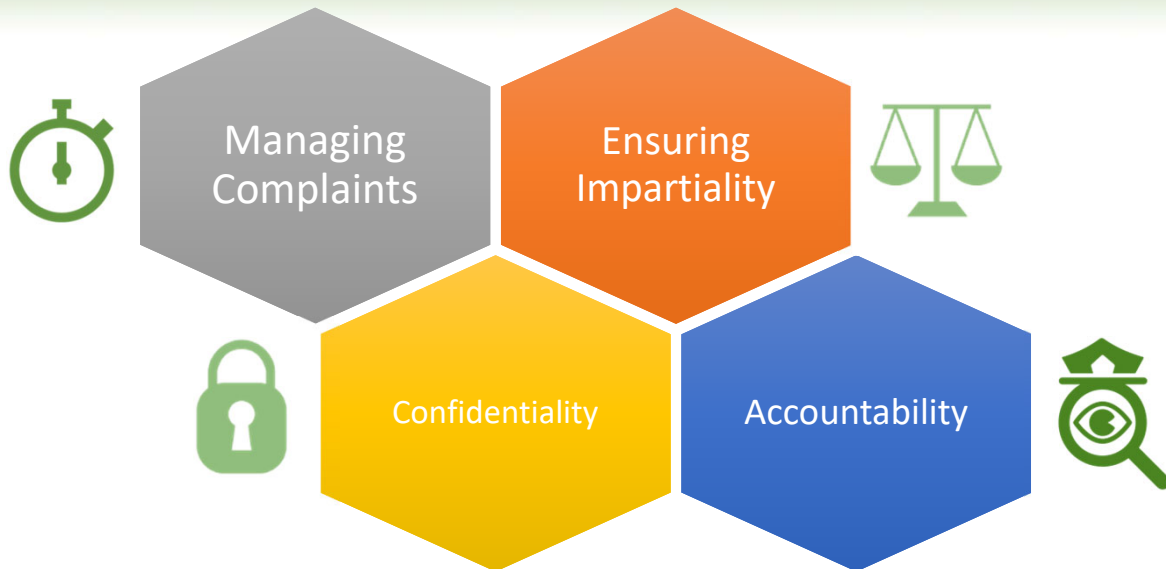 Managing
Complaints
Ensuring
Impartiality
Confidentiality
Accountability